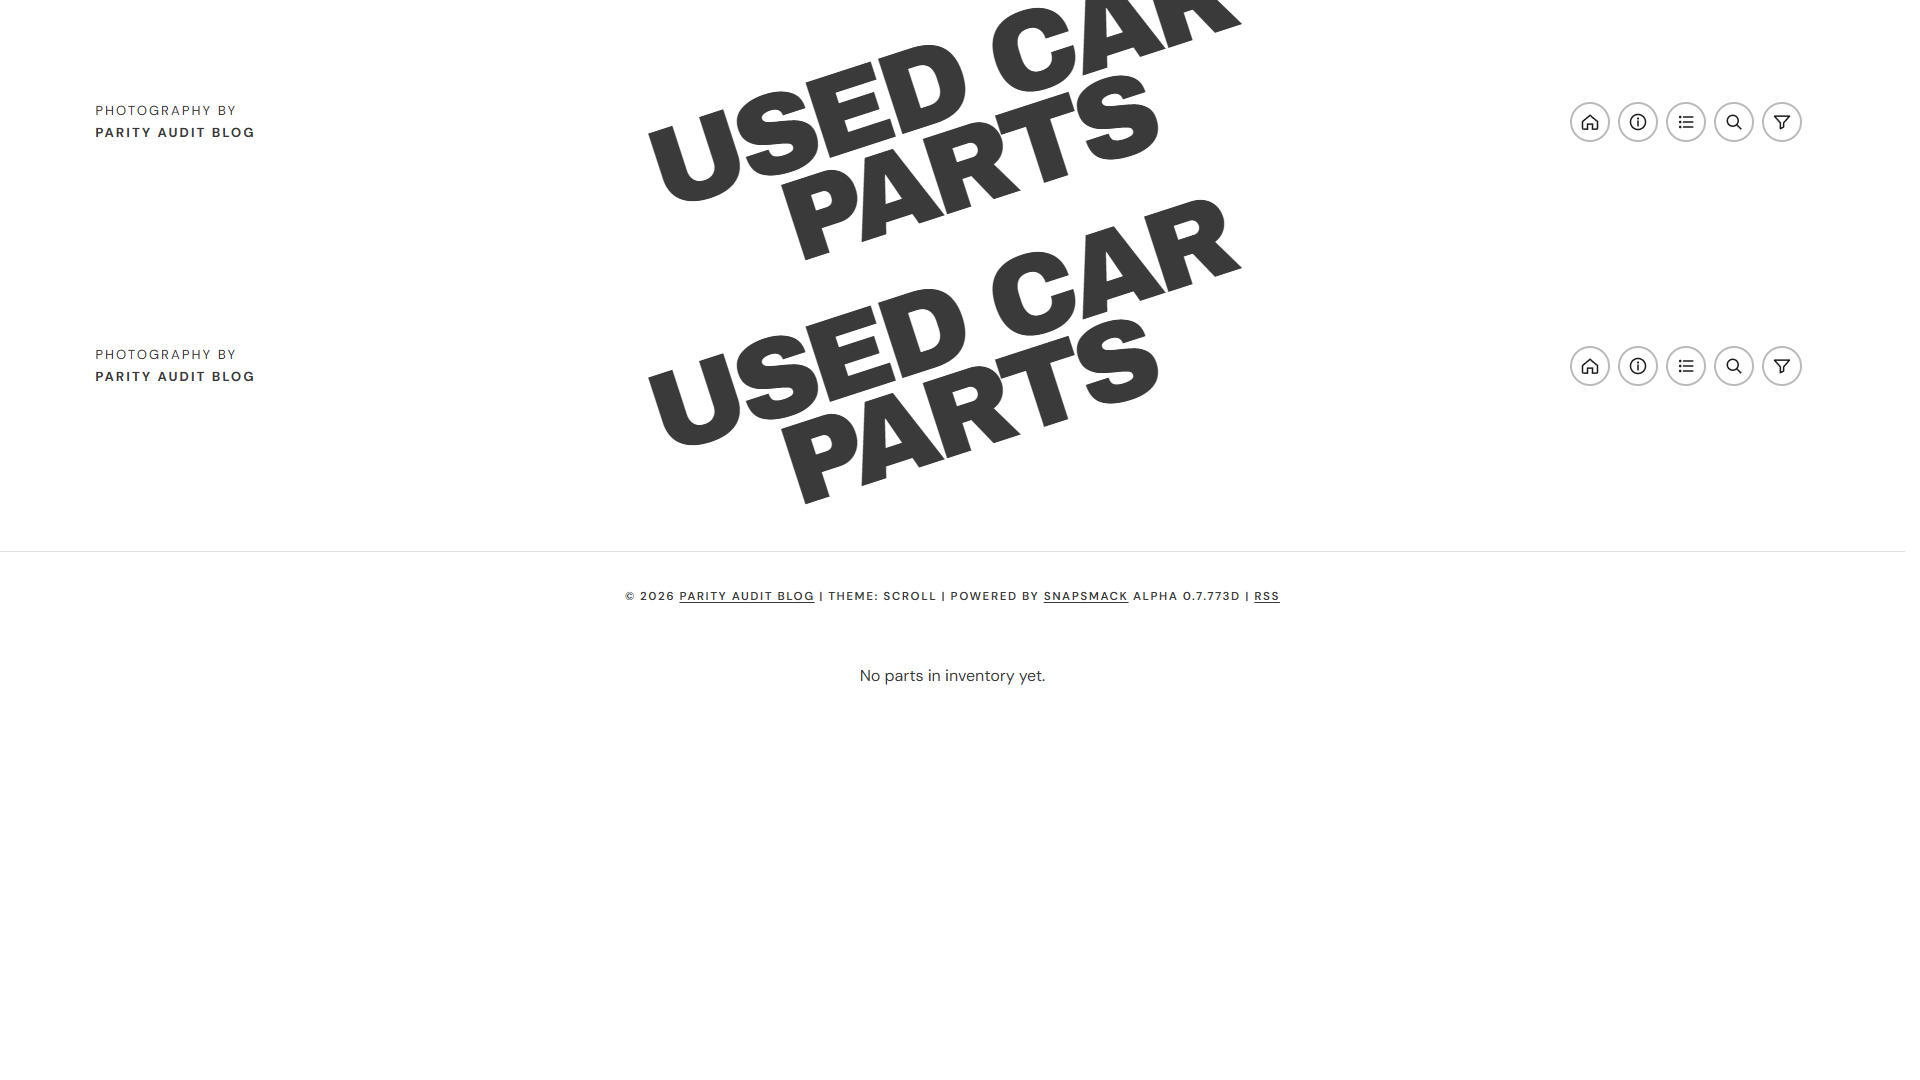 PHOTOGRAPHY BY
PARITY AUDIT BLOG
USED CAR
PARTS
PHOTOGRAPHY BY
PARITY AUDIT BLOG
USED CAR
PARTS
© 2026 PARITY AUDIT BLOG | THEME: SCROLL | POWERED BY SNAPSMACK ALPHA 0.7.773D | RSS
No parts in inventory yet.